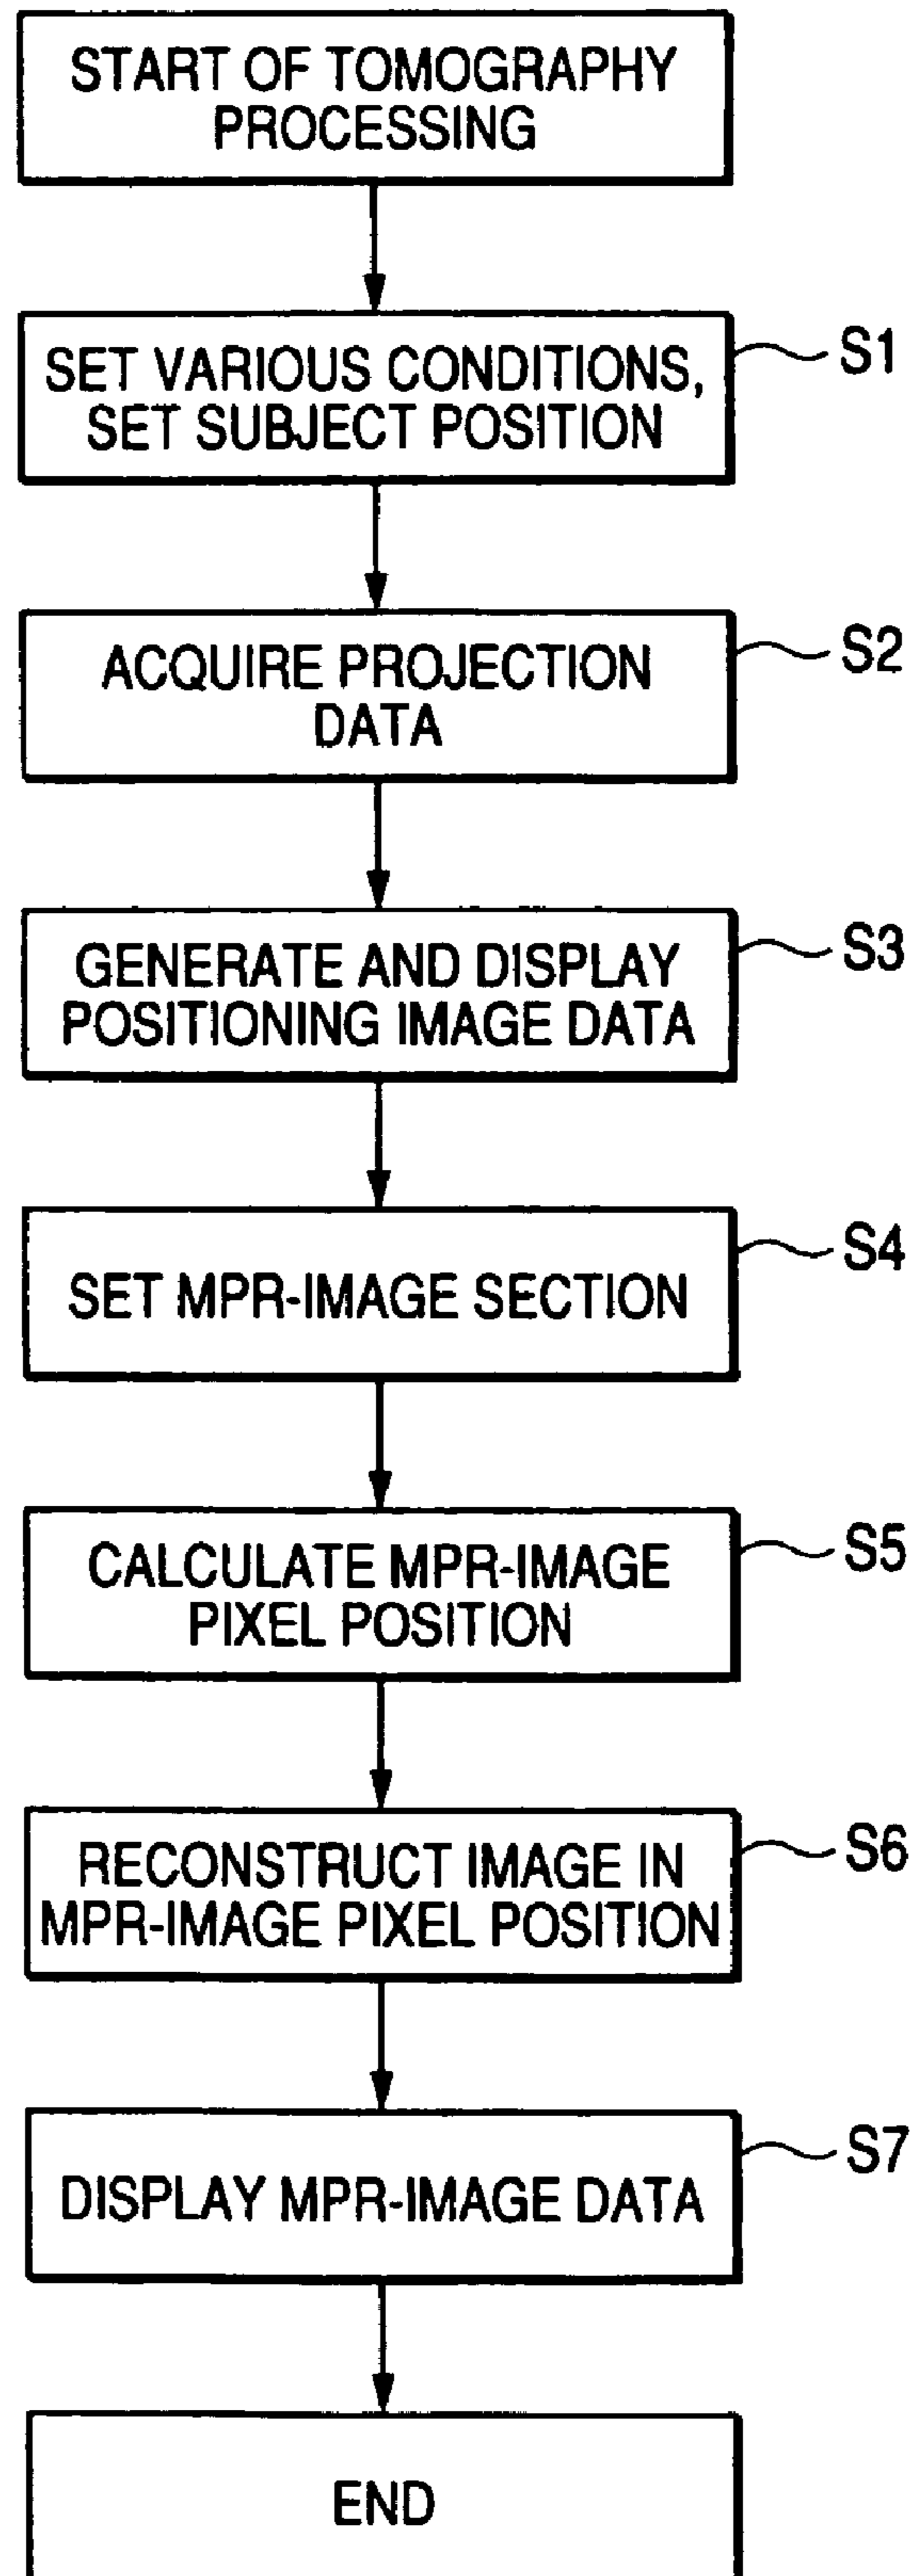 START OF TOMOGRAPHY
PROCESSING
SET VARIOUS CONDITIONS,
SET SUBJECT POSITION
S1
ACQUIRE PROJECTION
DATA
S2
GENERATE AND DISPLAY
POSITIONING IMAGE DATA
S3
SET MPR-IMAGE SECTION
S4
CALCULATE MPR-IMAGE
PIXEL POSITION
S5
RECONSTRUCT IMAGE IN
MPR-IMAGE PIXEL POSITION
S6
DISPLAY MPR-IMAGE DATA
S7
END